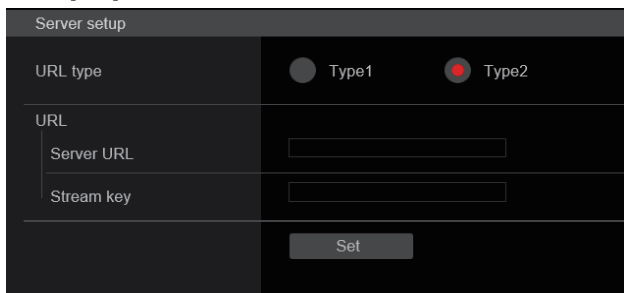 Server setup
URL type Type1 Type2
URL
Server URL
Stream key
Set